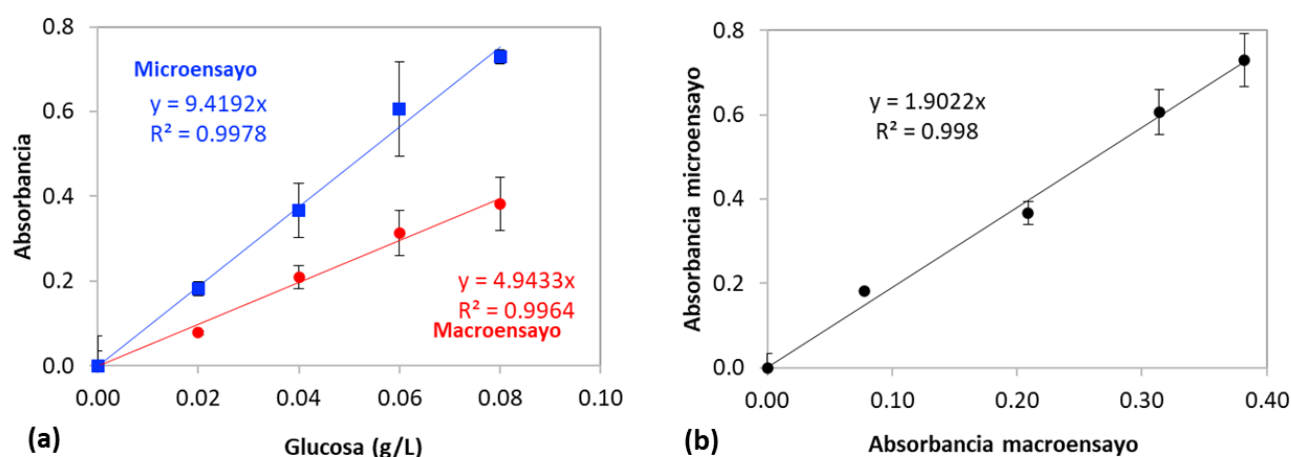 0.8
0.6
0.4
0.2
0.0
Absorbancia
Microensayo
y = 9.4192x
R² = 0.9978
y = 4.9433x
R² = 0.9964
Macroensayo
0.00 0.02 0.04 0.06 0.08 0.10
(a)
Glucosa (g/L)
0.8
0.6
0.4
0.2
0.0
Absorbancia microensayo
y = 1.9022x
R² = 0.998
0.00 0.10 0.20 0.30 0.40
(b)
Absorbancia macroensayo